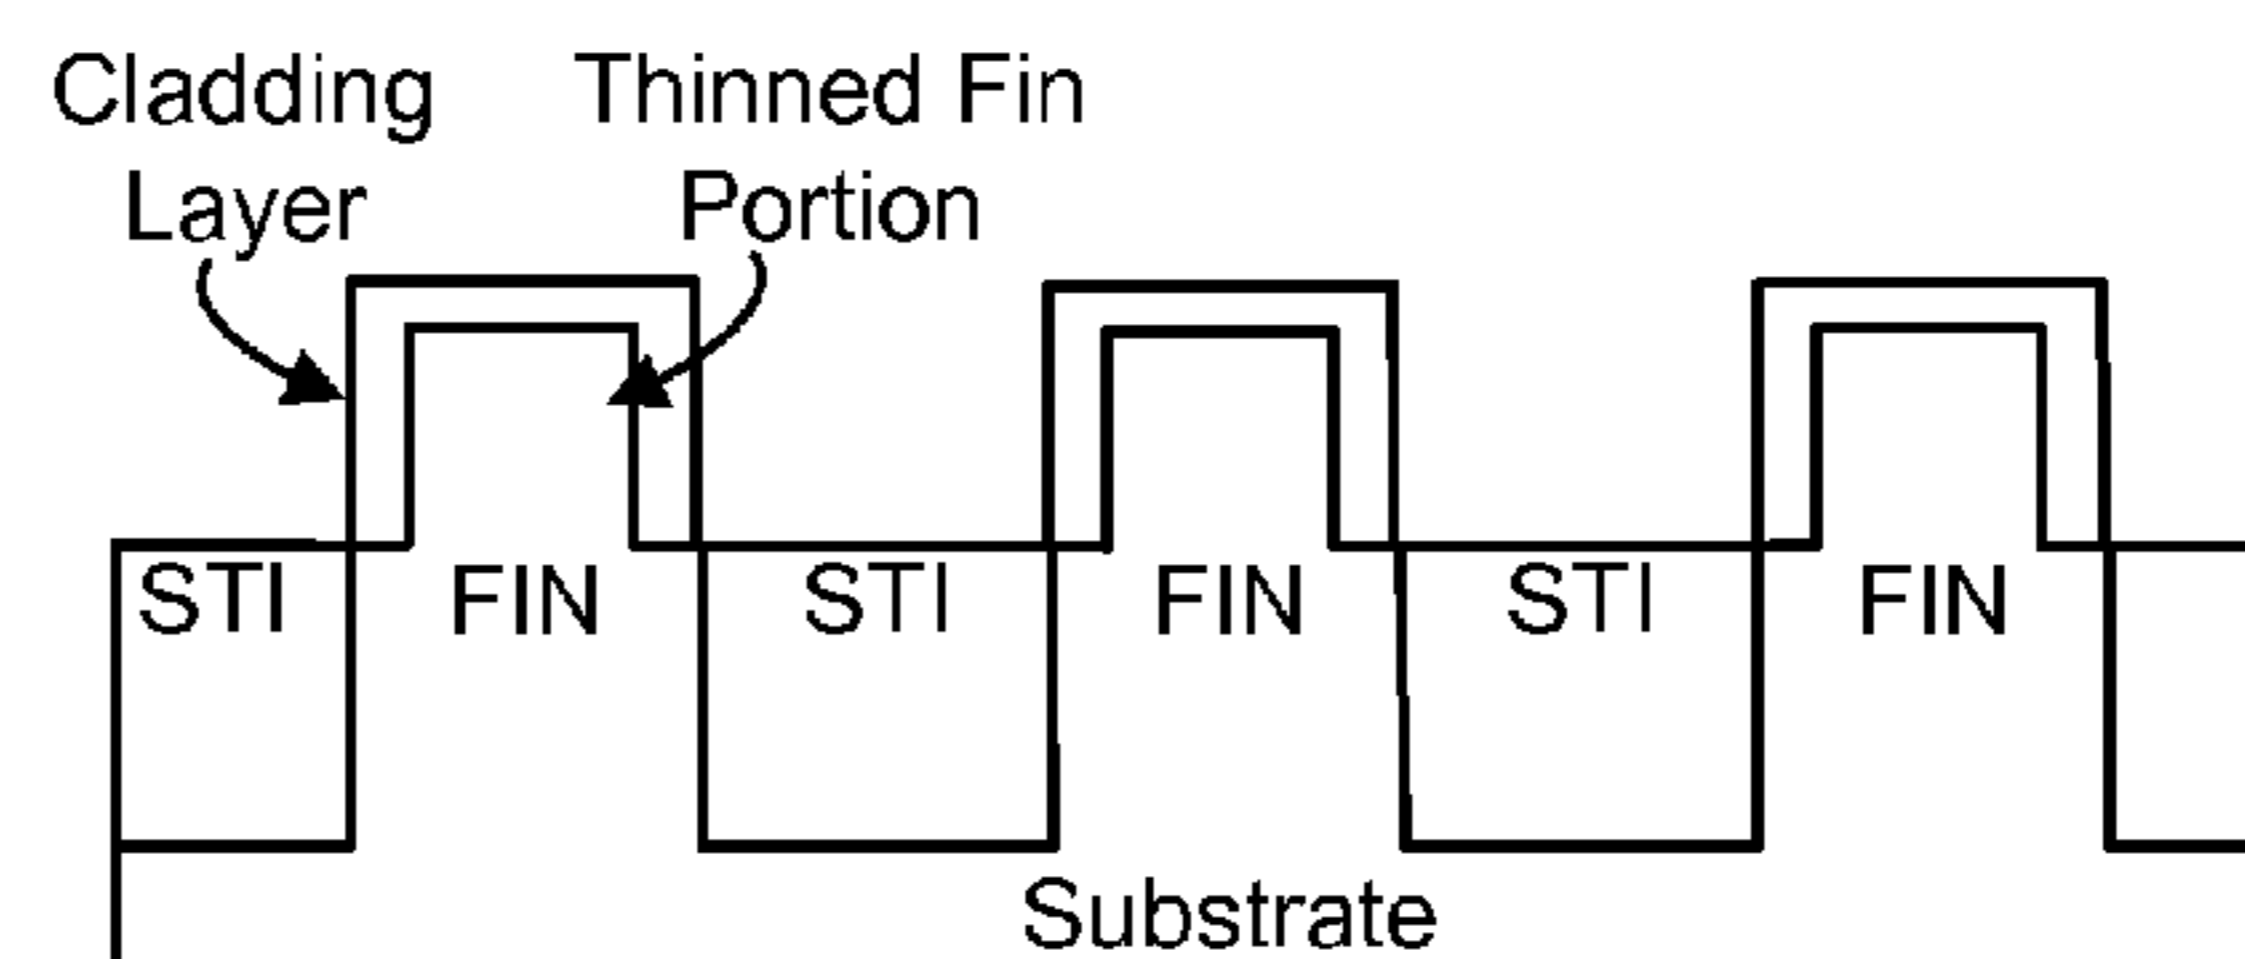 Cladding
Layer
Thinned Fin
Portion
STI FIN STI FIN STI FIN
Substrate